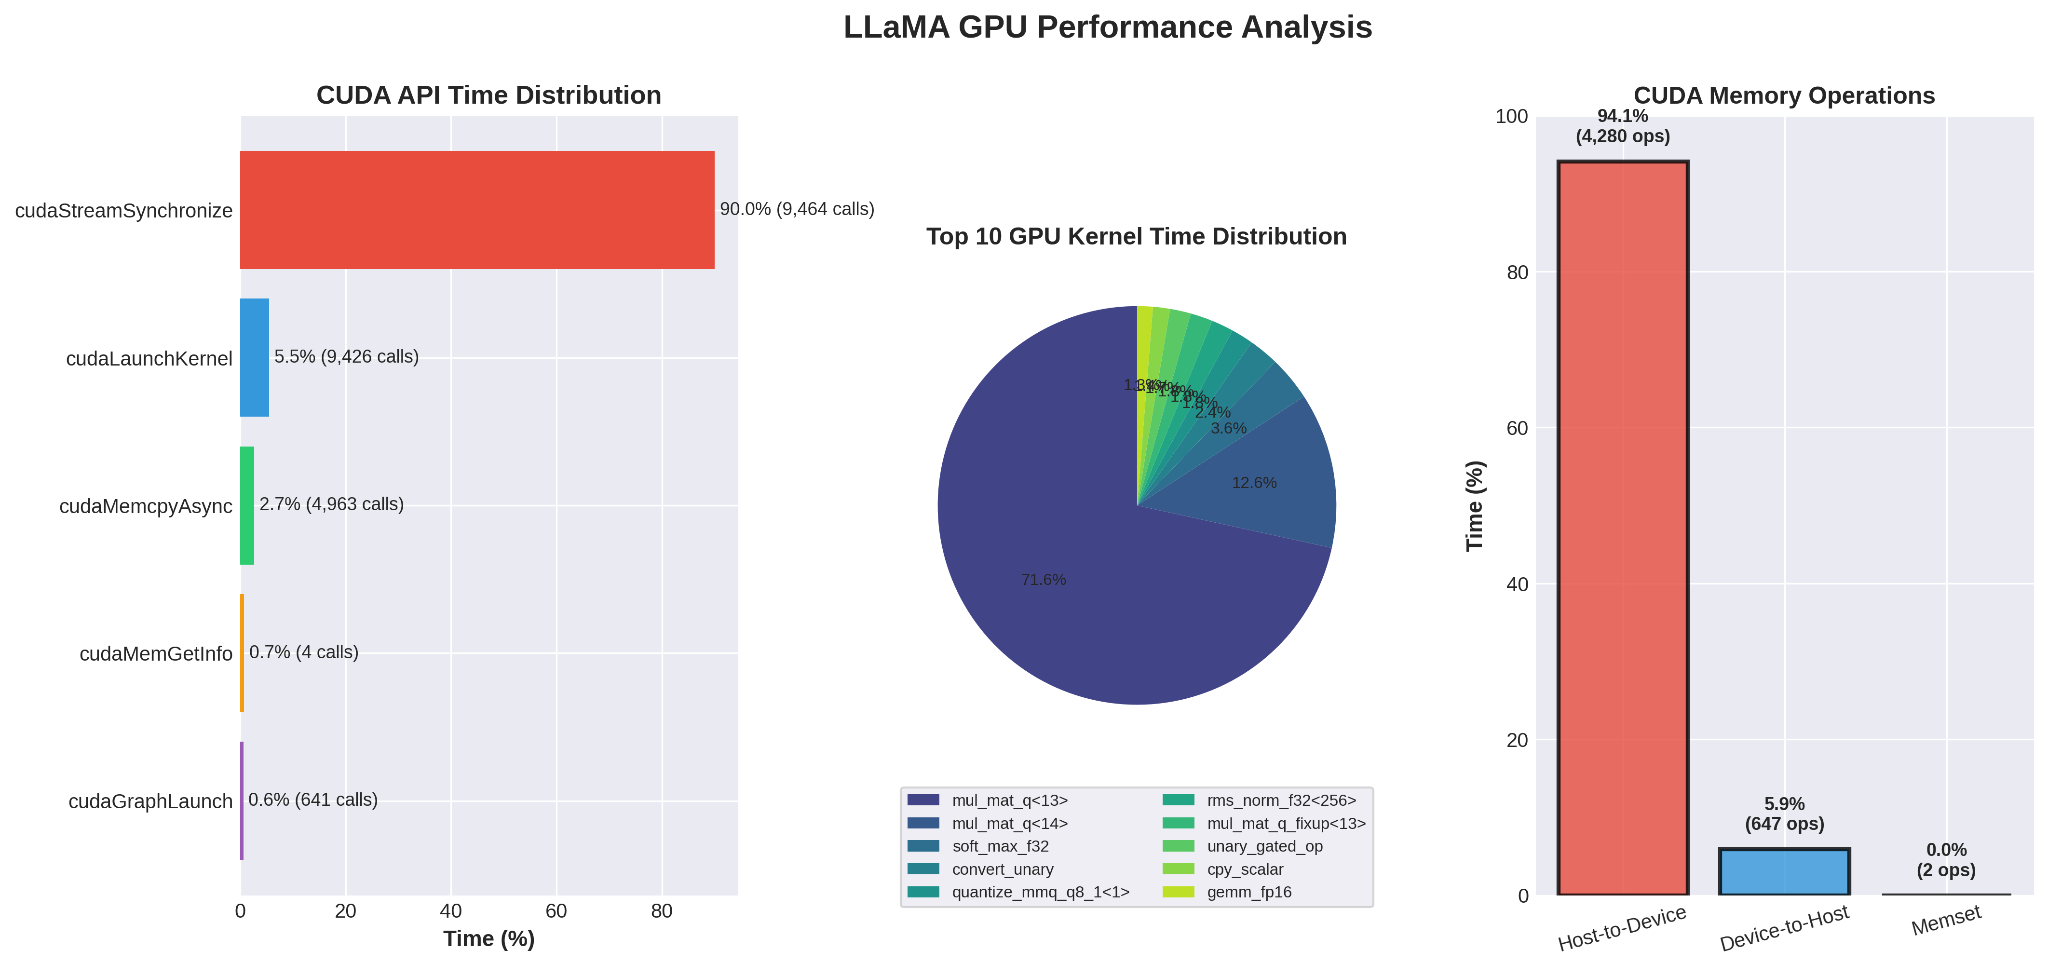 LLaMA GPU Performance Analysis
CUDA API Time Distribution
cudaStreamSynchronize
90.0% (9,464 calls)
cudaLaunchKernel
5.5% (9,426 calls)
cudaMemcpyAsync
2.7% (4,963 calls)
cudaMemGetInfo
0.7% (4 calls)
cudaGraphLaunch
0.6% (641 calls)
0 20 40 60 80
Time (%)
Top 10 GPU Kernel Time Distribution
1.8%
1.8%
2.4%
3.6%
12.6%
71.6%
mul_mat_q<13>
mul_mat_q<14>
soft_max_f32
convert_unary
quantize_mmq_q8_1<1>
rms_norm_f32<256>
mul_mat_q_fixup<13>
unary_gated_op
cpy_scalar
gemm_fp16
CUDA Memory Operations
100
80
60
40
20
0
Time (%)
94.1%
(4,280 ops)
5.9%
(647 ops)
0.0%
(2 ops)
Host-to-Device
Device-to-Host
Memset